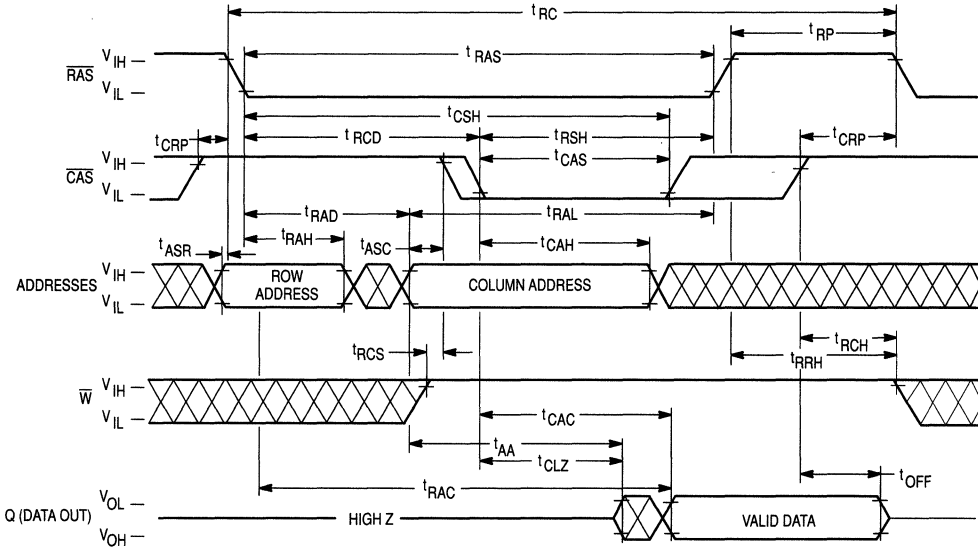 tRC
tRP
RAS
VIH
VIL
tRAS
tCSH
tCRP
tRCD
tRSH
tCRP
CAS
VIH
VIL
tCAS
tRAD
tRAL
tASR
tRAH
tASC
tCAH
ADDRESSES
VIH
VIL
ROW
ADDRESS
COLUMN ADDRESS
tRCS
tRCH
tRRH
W
VIH
VIL
tCAC
tAA
tCLZ
tOFF
tRAC
Q (DATA OUT)
VOL
VOH
HIGH Z
VALID DATA